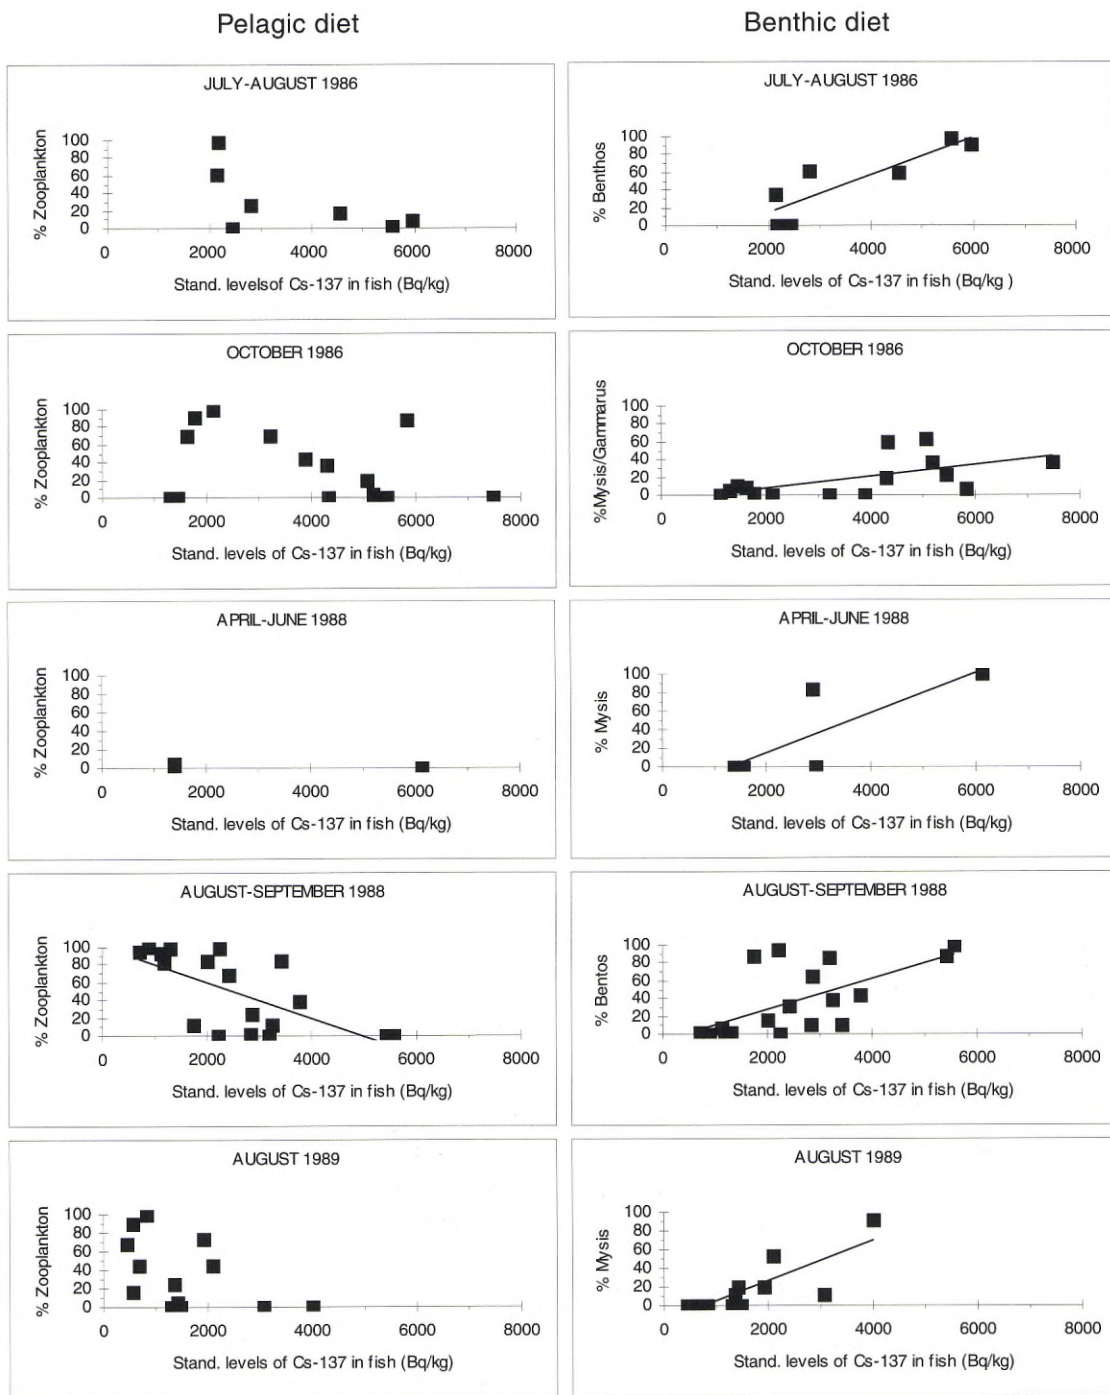 Pelagic diet
Benthic diet
JULY-AUGUST 1986
% Zooplankton
100
80
60
40
20
0
0 2000 4000 6000 8000
Stand. levelsof Cs-137 in fish (Bq/kg)
JULY-AUGUST 1986
% Benthos
100
80
60
40
20
0
0 2000 4000 6000 8000
Stand. levels of Cs-137 in fish (Bq/kg )
OCTOBER 1986
% Zooplankton
100
80
60
40
20
0
0 2000 4000 6000 8000
Stand. levels of Cs-137 in fish (Bq/kg)
OCTOBER 1986
%Mysis/Gammarus
100
80
60
40
20
0
0 2000 4000 6000 8000
Stand. levels of Cs-137 in fish (Bq/kg)
APRIL-JUNE 1988
% Zooplankton
100
80
60
40
20
0
0 2000 4000 6000 8000
Stand. levels of Cs-137 in fish (Bq/kg)
APRIL-JUNE 1988
% Mysis
100
80
60
40
20
0
0 2000 4000 6000 8000
Stand. levels of Cs-137 in fish (Bq/kg)
AUGUST-SEPTEMBER 1988
% Zooplankton
100
80
60
40
20
0
0 2000 4000 6000 8000
Stand. levels of Cs-137 in fish (Bq/kg)
AUGUST-SEPTEMBER 1988
% Bentos
100
80
60
40
20
0
0 2000 4000 6000 8000
Stand. levels of Cs-137 in fish (Bq/kg)
AUGUST 1989
% Zooplankton
100
80
60
40
20
0
0 2000 4000 6000 8000
Stand. levels of Cs-137 in fish (Bq/kg)
AUGUST 1989
% Mysis
100
80
60
40
20
0
0 2000 4000 6000 8000
Stand. levels of Cs-137 in fish (Bq/kg)